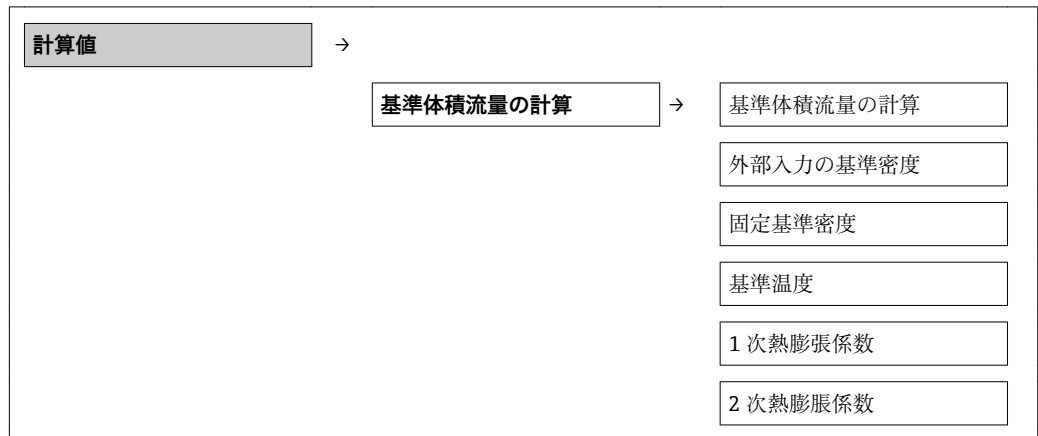 計算値 →
基準体積流量の計算 → 基準体積流量の計算
外部入力の基準密度
固定基準密度
基準温度
1 次熱膨張係数
2 次熱膨脹係数